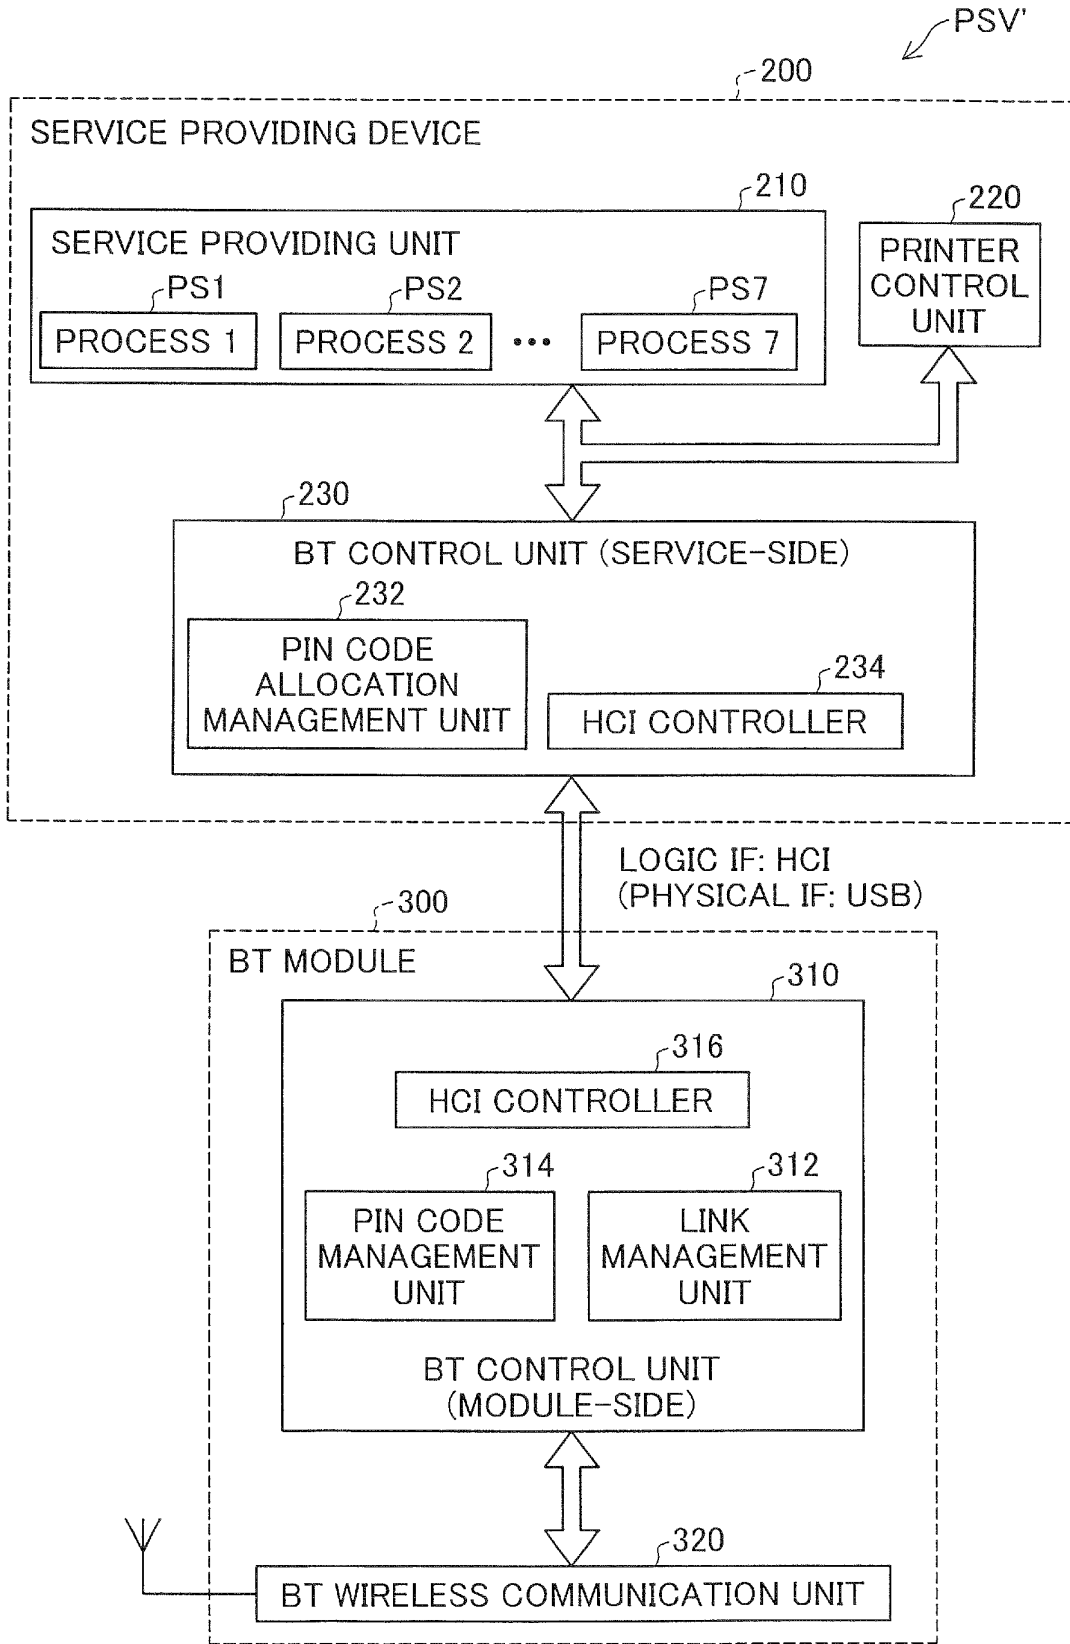 PSV'
200
SERVICE PROVIDING DEVICE
210
SERVICE PROVIDING UNIT
PS1
PS2
PS7
PROCESS 1
PROCESS 2
•••
PROCESS 7
220
PRINTER
CONTROL
UNIT
230
BT CONTROL UNIT (SERVICE-SIDE)
232
PIN CODE
ALLOCATION
MANAGEMENT UNIT
234
HCI CONTROLLER
LOGIC IF: HCI
(PHYSICAL IF: USB)
300
BT MODULE
310
316
HCI CONTROLLER
314
PIN CODE
MANAGEMENT
UNIT
312
LINK
MANAGEMENT
UNIT
BT CONTROL UNIT
(MODULE-SIDE)
320
BT WIRELESS COMMUNICATION UNIT